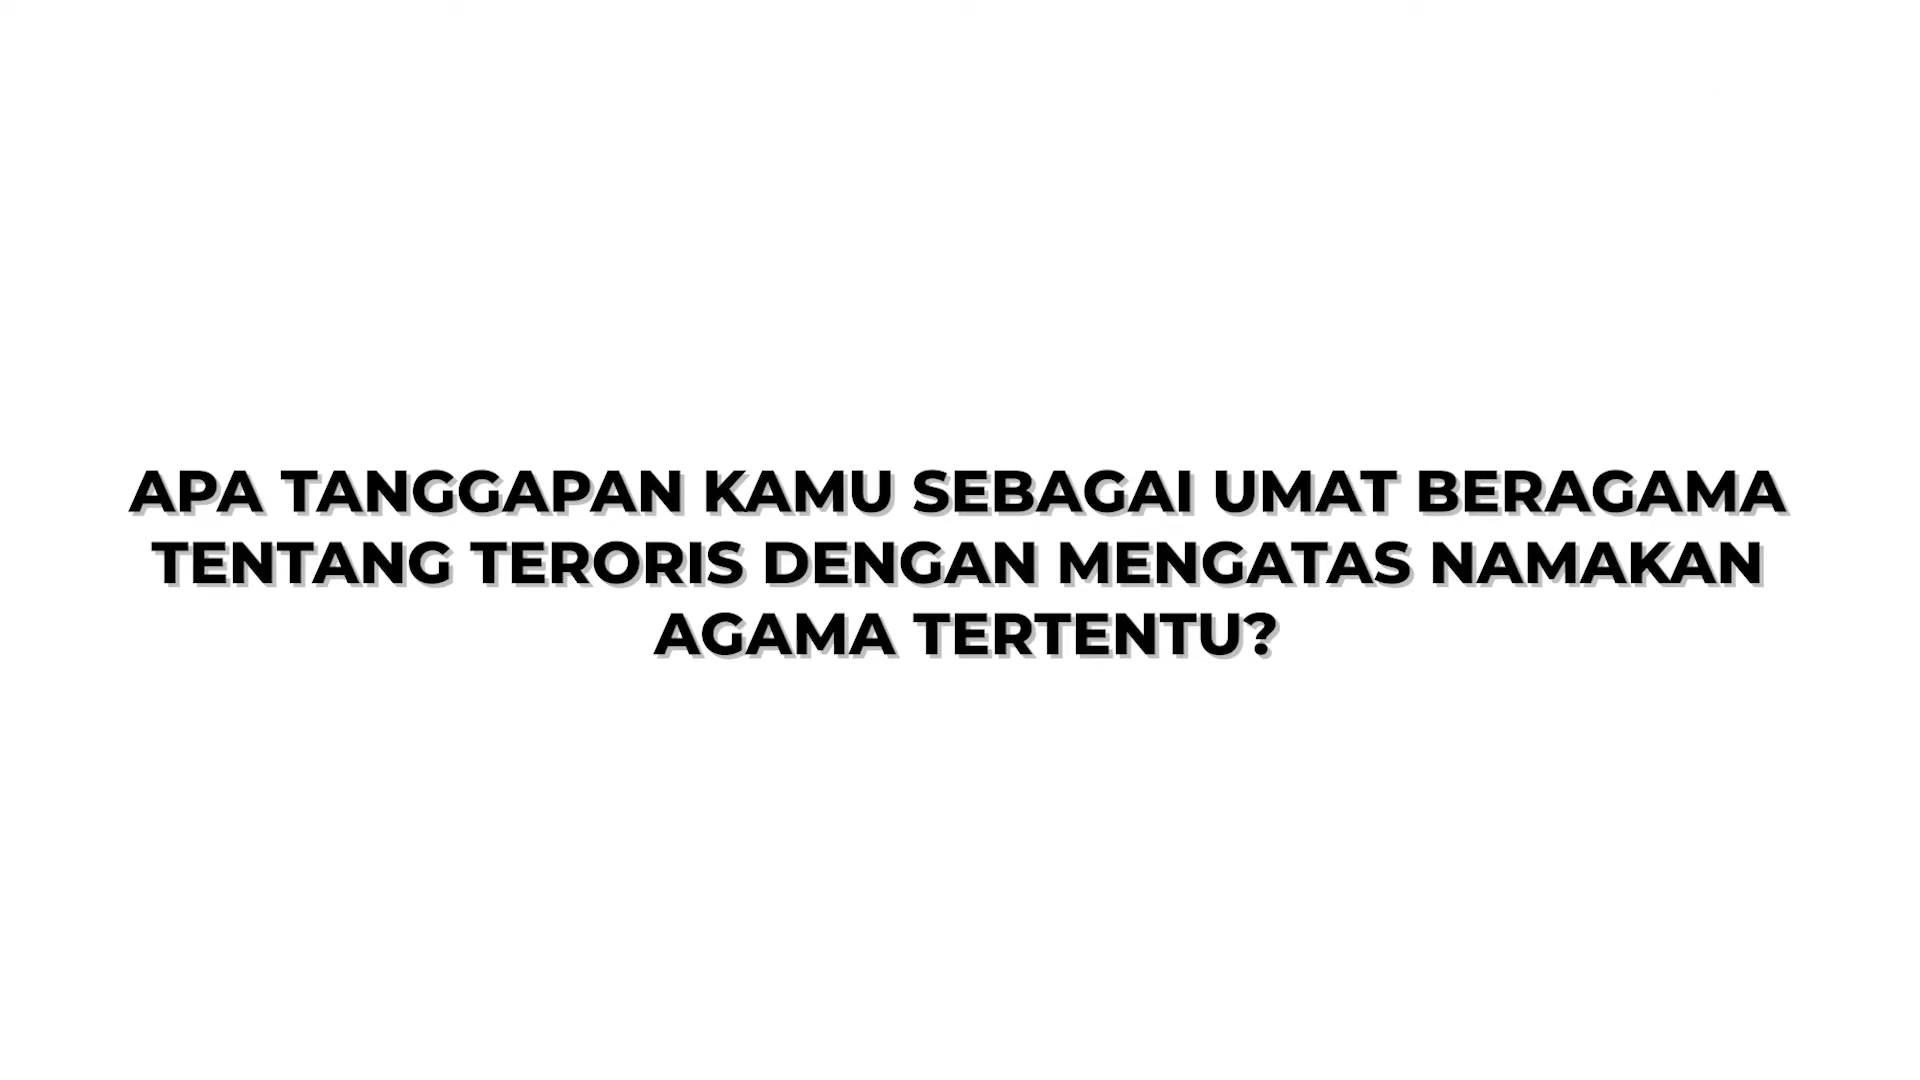 APA TANGGAPAN KAMU SEBAGAI UMAT BERAGAMA
TENTANG TERORIS DENGAN MENGATAS NAMAKAN
AGAMA TERTENTU?